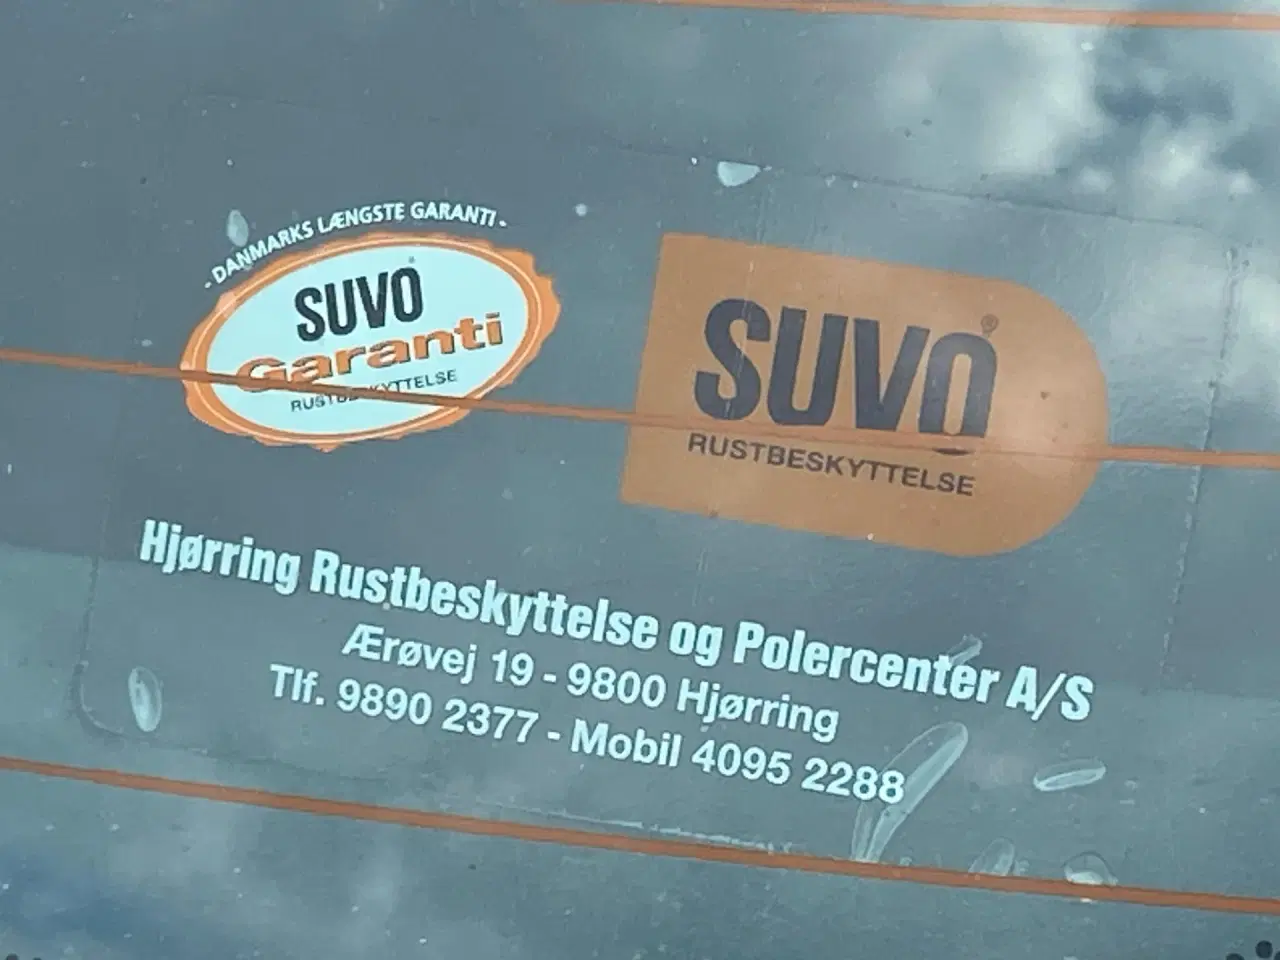 - DANMARKS LÆNGSTE GARANTI -
SUVO
Garanti
RUSTBESKYTTELSE
SUVO®
RUSTBESKYTTELSE
Hjørring Rustbeskyttelse og Polercenter A/S
Ærøvej 19 - 9800 Hjørring
Tlf. 9890 2377 - Mobil 4095 2288